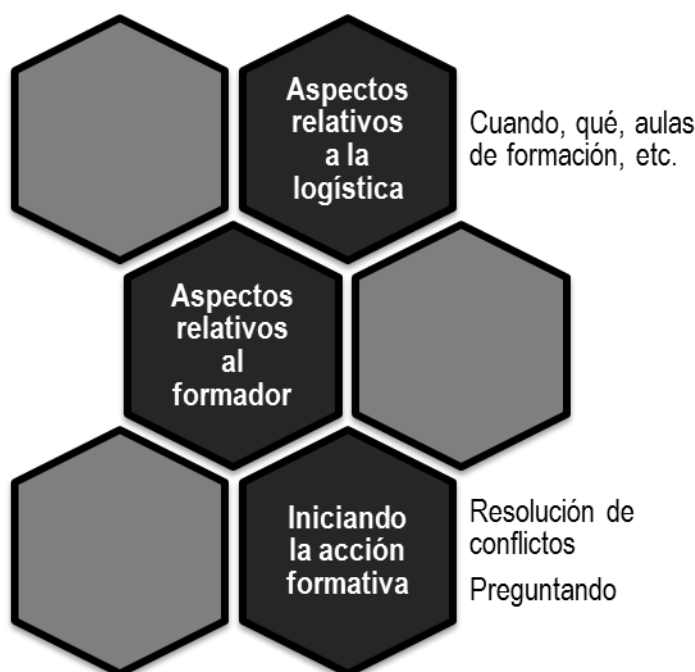 Aspectos
relativos
a la
logística
Cuando, qué, aulas
de formación, etc.
Aspectos
relativos
al
formador
Iniciando
la acción
formativa
Resolución de
conflictos
Preguntando